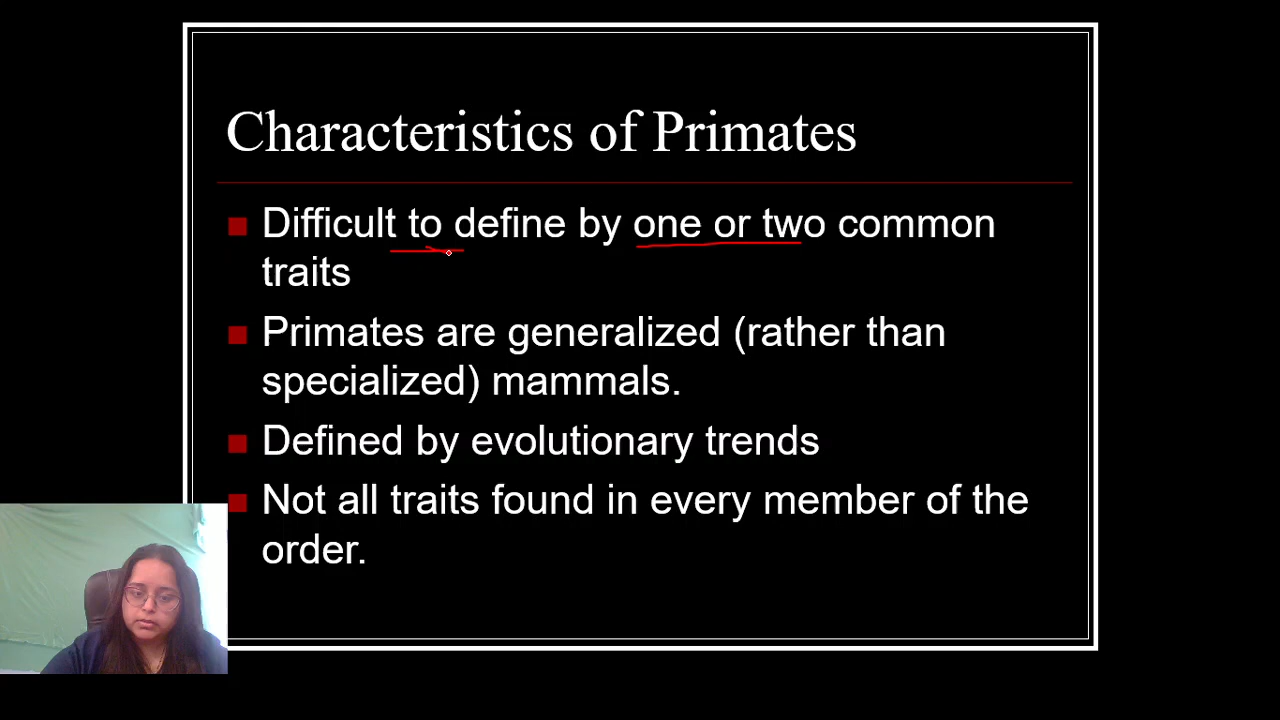 Characteristics of Primates
Difficult to define by one or two common
traits
Primates are generalized (rather than
specialized) mammals.
Defined by evolutionary trends
Not all traits found in every member of the
order.